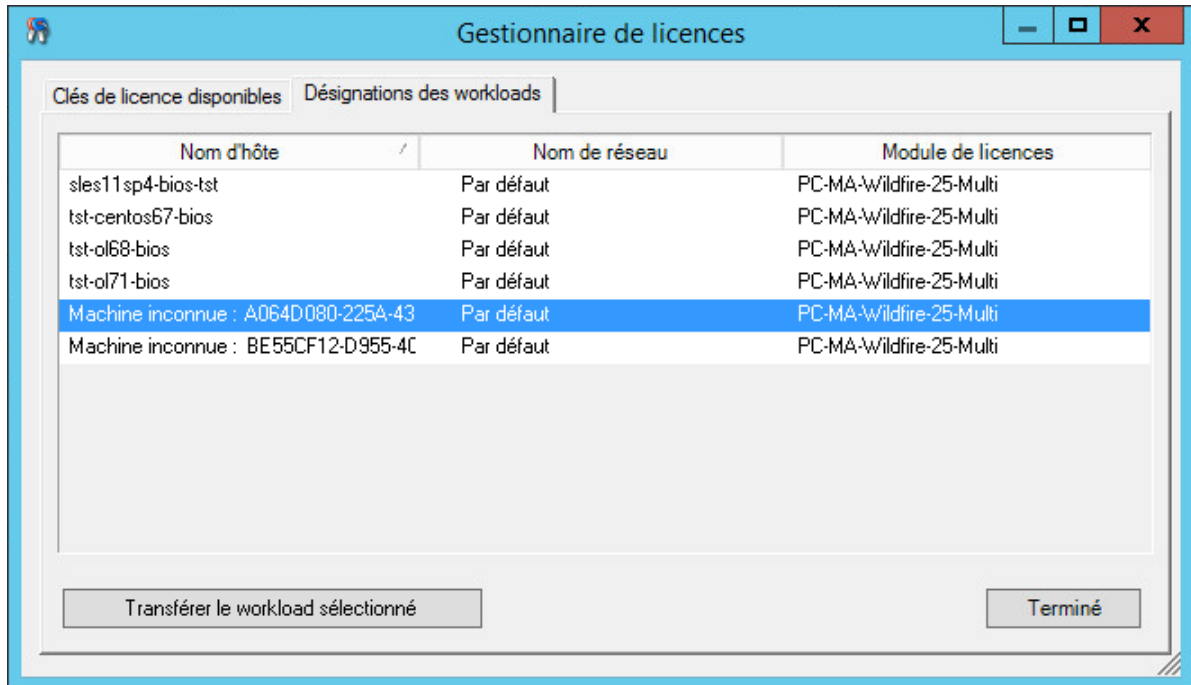 Gestionnaire de licences
Clés de licence disponibles Désignations des workloads
Nom d'hôte Nom de réseau Module de licences
sles11sp4-bios-tst Par défaut PC-MA-Wildfire-25-Multi
tst-centos67-bios Par défaut PC-MA-Wildfire-25-Multi
tst-ol68-bios Par défaut PC-MA-Wildfire-25-Multi
tst-ol71-bios Par défaut PC-MA-Wildfire-25-Multi
Machine inconnue : A064D080-225A-43 Par défaut PC-MA-Wildfire-25-Multi
Machine inconnue : BE55CF12-D955-4C Par défaut PC-MA-Wildfire-25-Multi
Transférer le workload sélectionné Terminé